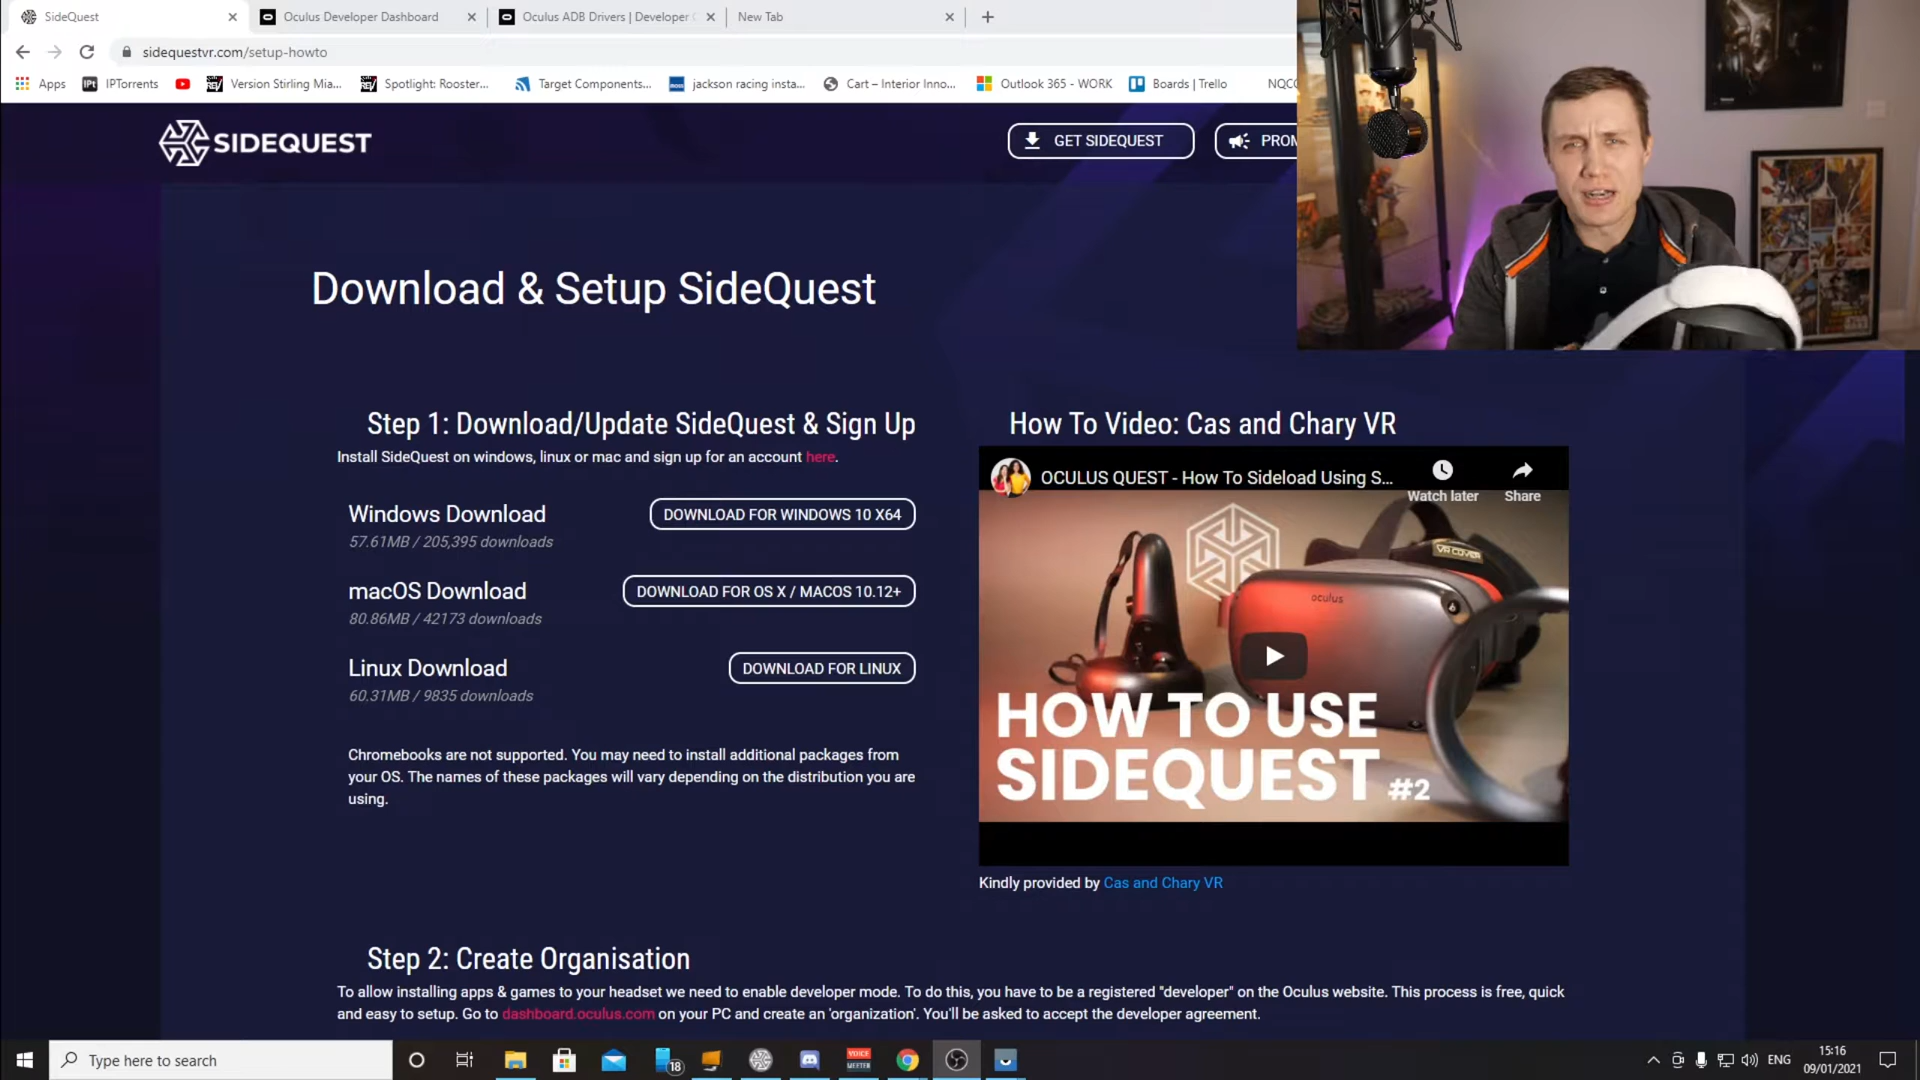 SideQuest
Oculus Developer Dashboard
Oculus ADB Drivers | Developer
New Tab
sidequestvr.com/setup-howto
Apps
IPT
IPTorrents
REV
Version Stirling Mia...
REV
Spotlight: Rooster...
Target Components...
jackson racing insta...
Cart – Interior Inno...
Outlook 365 - WORK
Boards | Trello
NQC
SIDEQUEST
GET SIDEQUEST
PROM
Download & Setup SideQuest
Step 1: Download/Update SideQuest & Sign Up
Install SideQuest on windows, linux or mac and sign up for an account here.
Windows Download
DOWNLOAD FOR WINDOWS 10 X64
57.61MB / 205,395 downloads
macOS Download
DOWNLOAD FOR OS X / MACOS 10.12+
80.86MB / 42173 downloads
Linux Download
DOWNLOAD FOR LINUX
60.31MB / 9835 downloads
Chromebooks are not supported. You may need to install additional packages from
your OS. The names of these packages will vary depending on the distribution you are
using.
How To Video: Cas and Chary VR
OCULUS QUEST - How To Sideload Using S...
Watch later
Share
VR COVER
oculus
HOW TO USE
SIDEQUEST #2
Kindly provided by Cas and Chary VR
Step 2: Create Organisation
To allow installing apps & games to your headset we need to enable developer mode. To do this, you have to be a registered "developer" on the Oculus website. This process is free, quick
and easy to setup. Go to dashboard.oculus.com on your PC and create an 'organization'. You'll be asked to accept the developer agreement.
Type here to search
18
VOICE
MEETER
ENG
15:16
09/01/2021